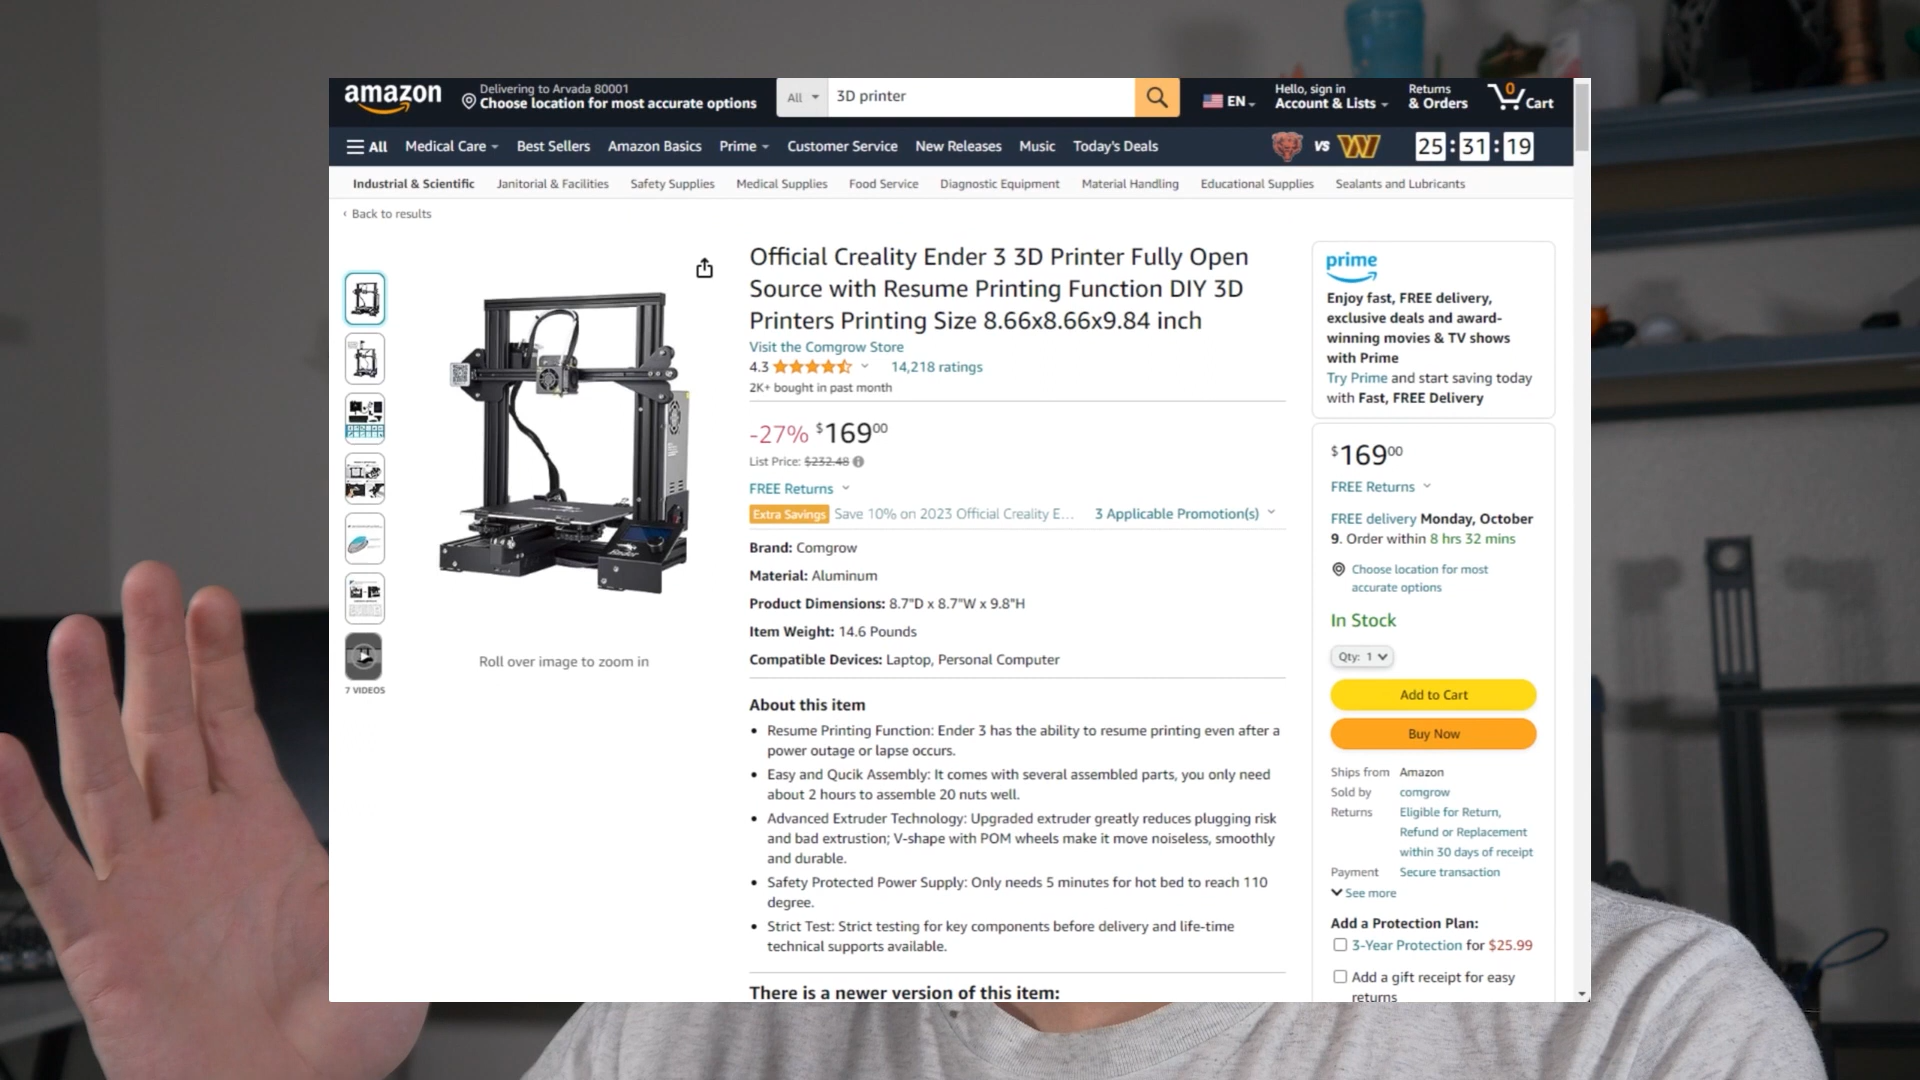 amazon
Delivering to Arvada 80001
Choose location for most accurate options
All
3D printer
EN
Hello, sign in
Account & Lists
Returns
& Orders
0
Cart
All
Medical Care
Best Sellers
Amazon Basics
Prime
Customer Service
New Releases
Music
Today's Deals
VS
W
25:31:19
Industrial & Scientific
Janitorial & Facilities
Safety Supplies
Medical Supplies
Food Service
Diagnostic Equipment
Material Handling
Educational Supplies
Sealants and Lubricants
‹ Back to results
7 VIDEOS
Roll over image to zoom in
Official Creality Ender 3 3D Printer Fully Open
Source with Resume Printing Function DIY 3D
Printers Printing Size 8.66x8.66x9.84 inch
Visit the Comgrow Store
4.3
14,218 ratings
2K+ bought in past month
-27% $16900
List Price: $232.48
FREE Returns
Extra Savings Save 10% on 2023 Official Creality E... 3 Applicable Promotion(s)
Brand: Comgrow
Material: Aluminum
Product Dimensions: 8.7"D x 8.7"W x 9.8"H
Item Weight: 14.6 Pounds
Compatible Devices: Laptop, Personal Computer
About this item
• Resume Printing Function: Ender 3 has the ability to resume printing even after a
power outage or lapse occurs.
• Easy and Qucik Assembly: It comes with several assembled parts, you only need
about 2 hours to assemble 20 nuts well.
• Advanced Extruder Technology: Upgraded extruder greatly reduces plugging risk
and bad extrustion; V-shape with POM wheels make it move noiseless, smoothly
and durable.
• Safety Protected Power Supply: Only needs 5 minutes for hot bed to reach 110
degree.
• Strict Test: Strict testing for key components before delivery and life-time
technical supports available.
There is a newer version of this item:
prime
Enjoy fast, FREE delivery,
exclusive deals and award-
winning movies & TV shows
with Prime
Try Prime and start saving today
with Fast, FREE Delivery
$16900
FREE Returns
FREE delivery Monday, October
9. Order within 8 hrs 32 mins
Choose location for most
accurate options
In Stock
Qty: 1
Add to Cart
Buy Now
Ships from Amazon
Sold by comgrow
Returns Eligible for Return,
Refund or Replacement
within 30 days of receipt
Payment Secure transaction
See more
Add a Protection Plan:
3-Year Protection for $25.99
Add a gift receipt for easy
returns